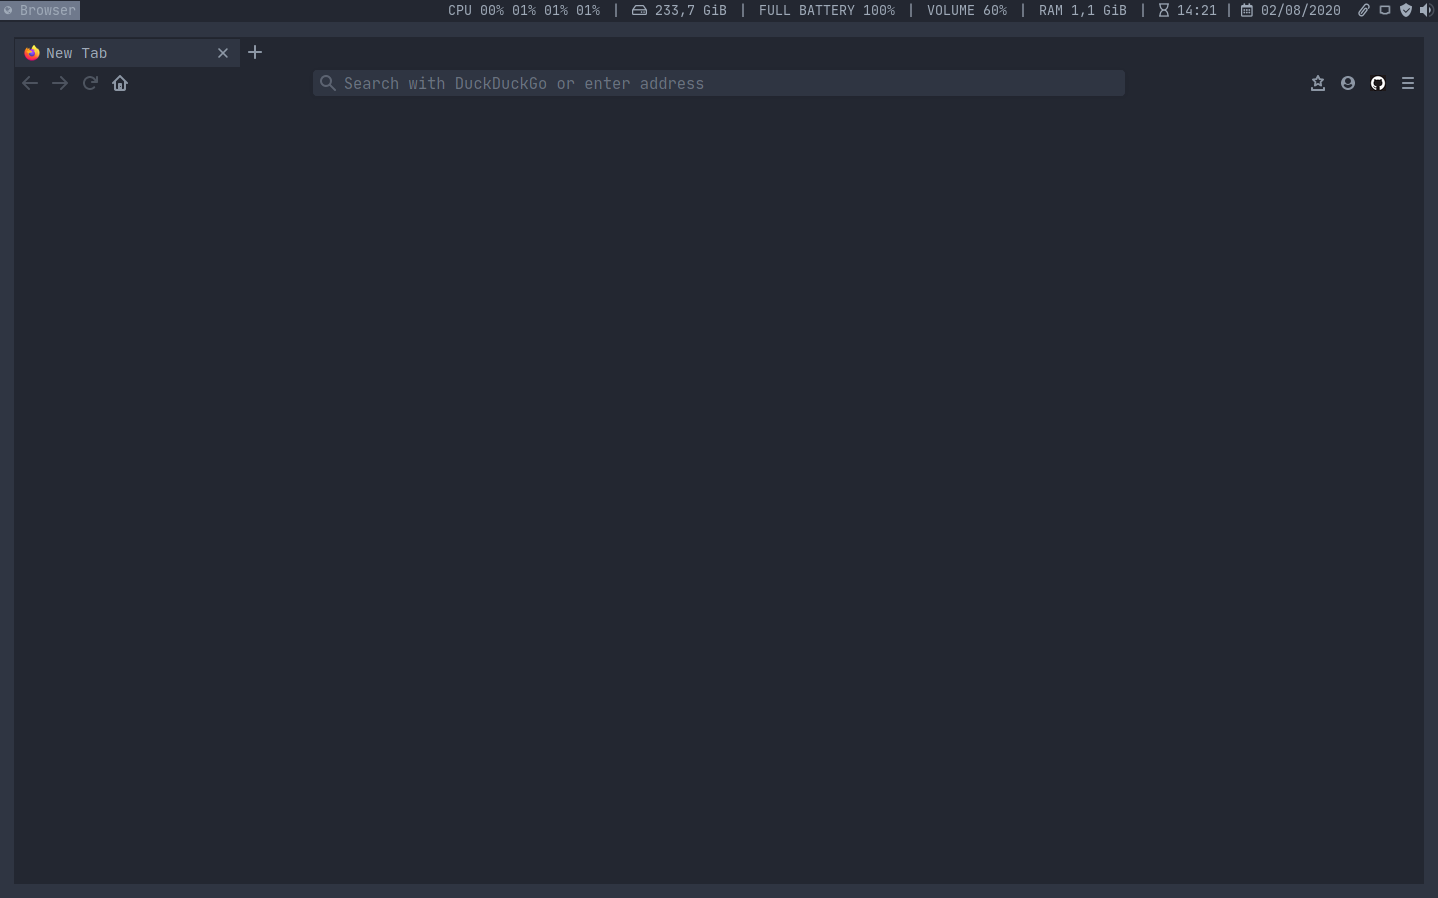 Browser
CPU 00% 01% 01% 01% | 233,7 GiB | FULL BATTERY 100% | VOLUME 60% | RAM 1,1 GiB | 14:21 | 02/08/2020
New Tab
Search with DuckDuckGo or enter address